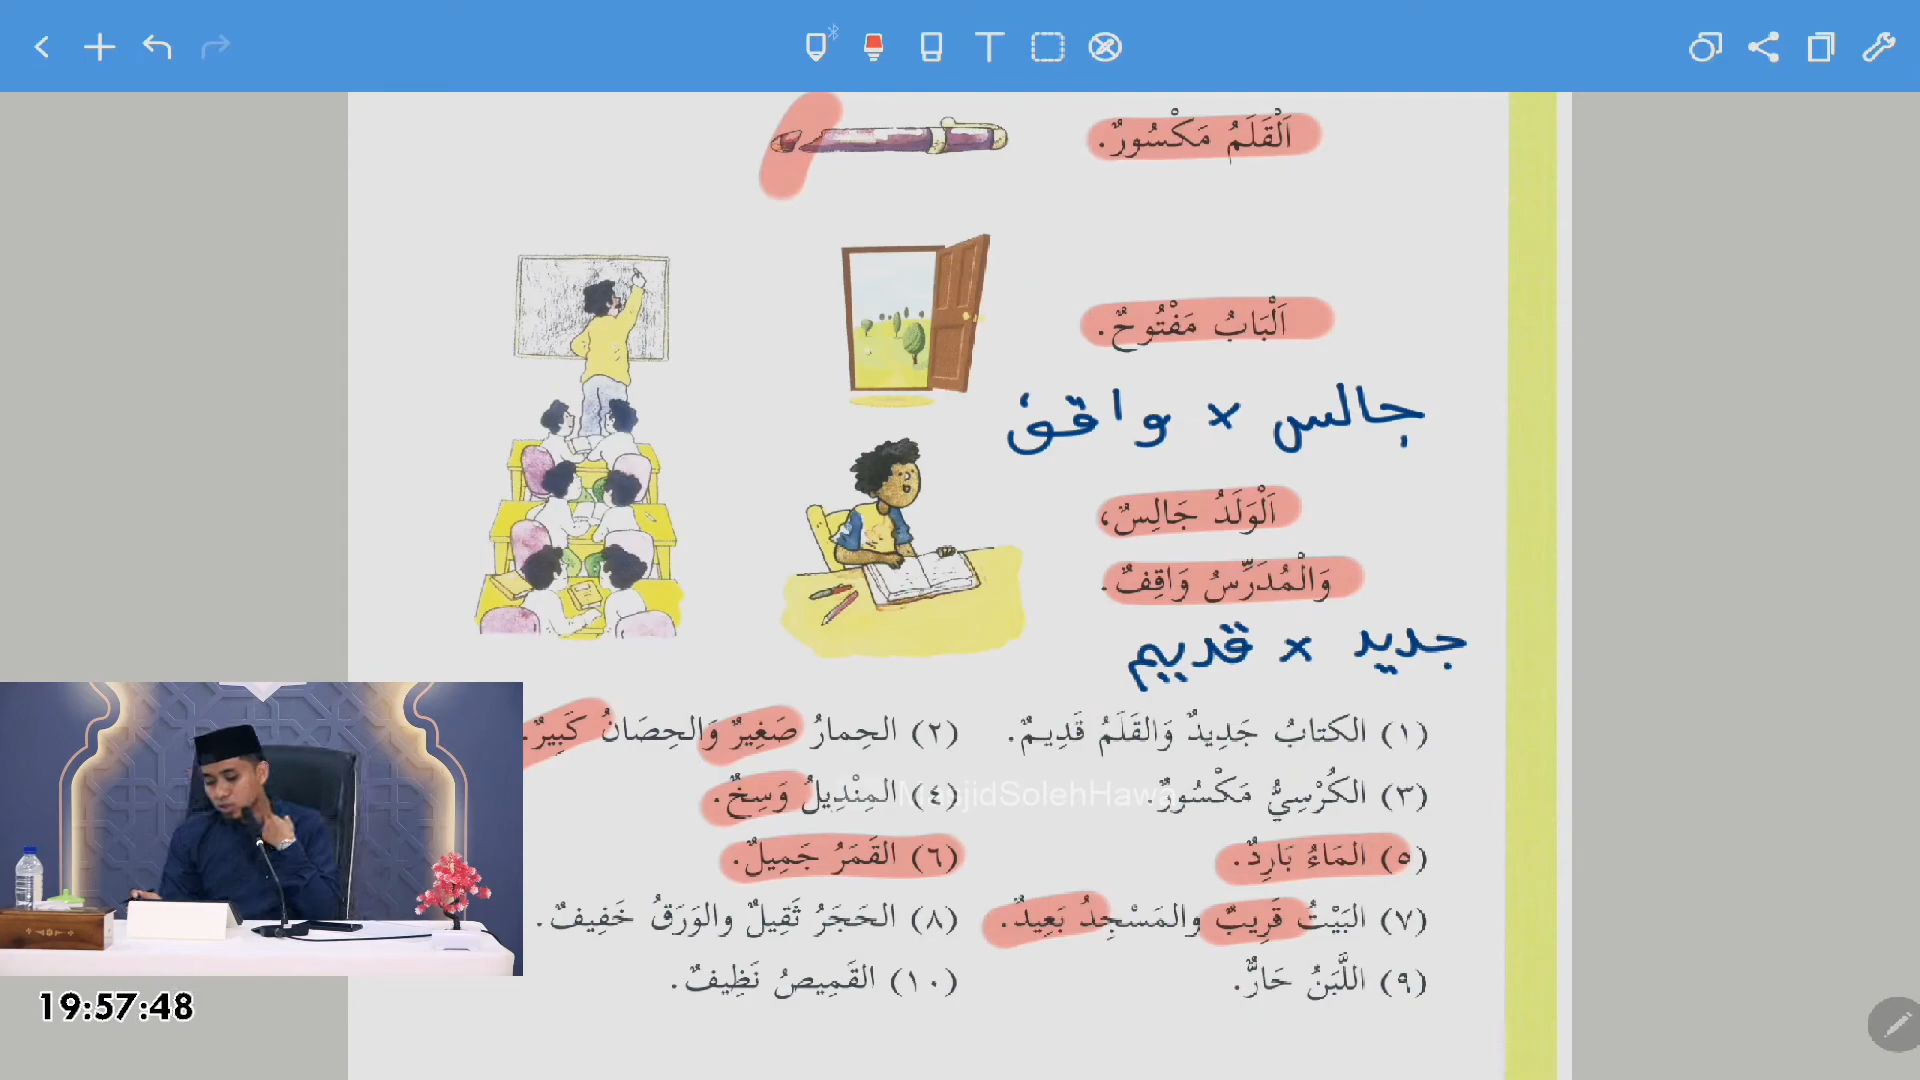 اَلْقَلَمُ مَكْسُورٌ.
اَلْبَابُ مَفْتُوحٌ.
جالس × واقف
اَلْوَلَدُ جَالِسٌ،
وَالْمُدَرِّسُ وَاقِفٌ.
جديد × قدييم
(١) الكتابُ جَدِيدٌ وَالقَلَمُ قَدِيمٌ. (٢) الحِمارُ صَغِيرٌ وَالحِصَانُ كَبِيرٌ.
(٣) الكُرْسِيُّ مَكْسُورٌ. (٤) المِنْدِيلُ وَسِخٌ.
MasjidSolehHawa
(٥) المَاءُ بَارِدٌ. (٦) القَمَرُ جَمِيلٌ.
(٧) البَيْتُ قَرِيبٌ والمَسْجِدُ بَعِيدٌ. (٨) الحَجَرُ ثَقِيلٌ والوَرَقُ خَفِيفٌ.
(٩) اللَّبَنُ حَارٌّ. (١٠) القَمِيصُ نَظِيفٌ.
19:57:48